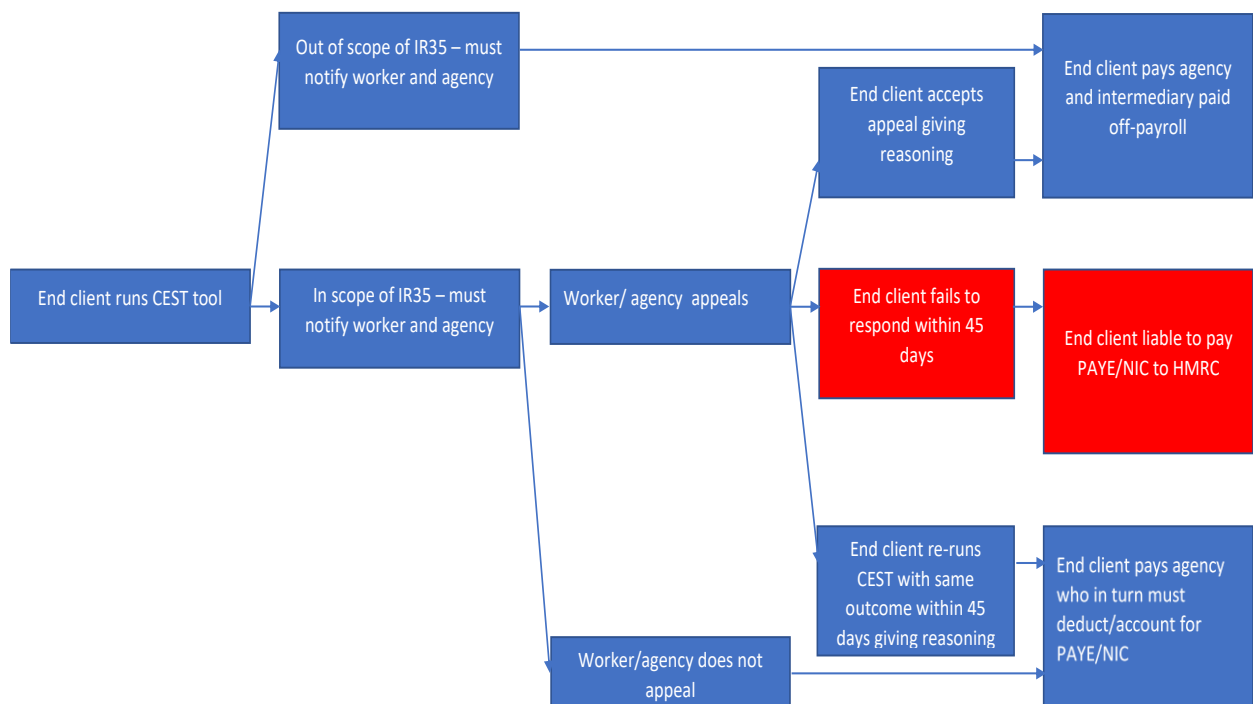 Out of scope of IR35 – must
notify worker and agency
End client accepts
appeal giving
reasoning
End client pays agency
and intermediary paid
off-payroll
End client runs CEST tool
In scope of IR35 – must
notify worker and agency
Worker/ agency  appeals
End client fails to
respond within 45
days
End client liable to pay
PAYE/NIC to HMRC
End client re-runs
CEST with same
outcome within 45
days giving reasoning
End client pays agency
who in turn must
deduct/account for
PAYE/NIC
Worker/agency does not
appeal